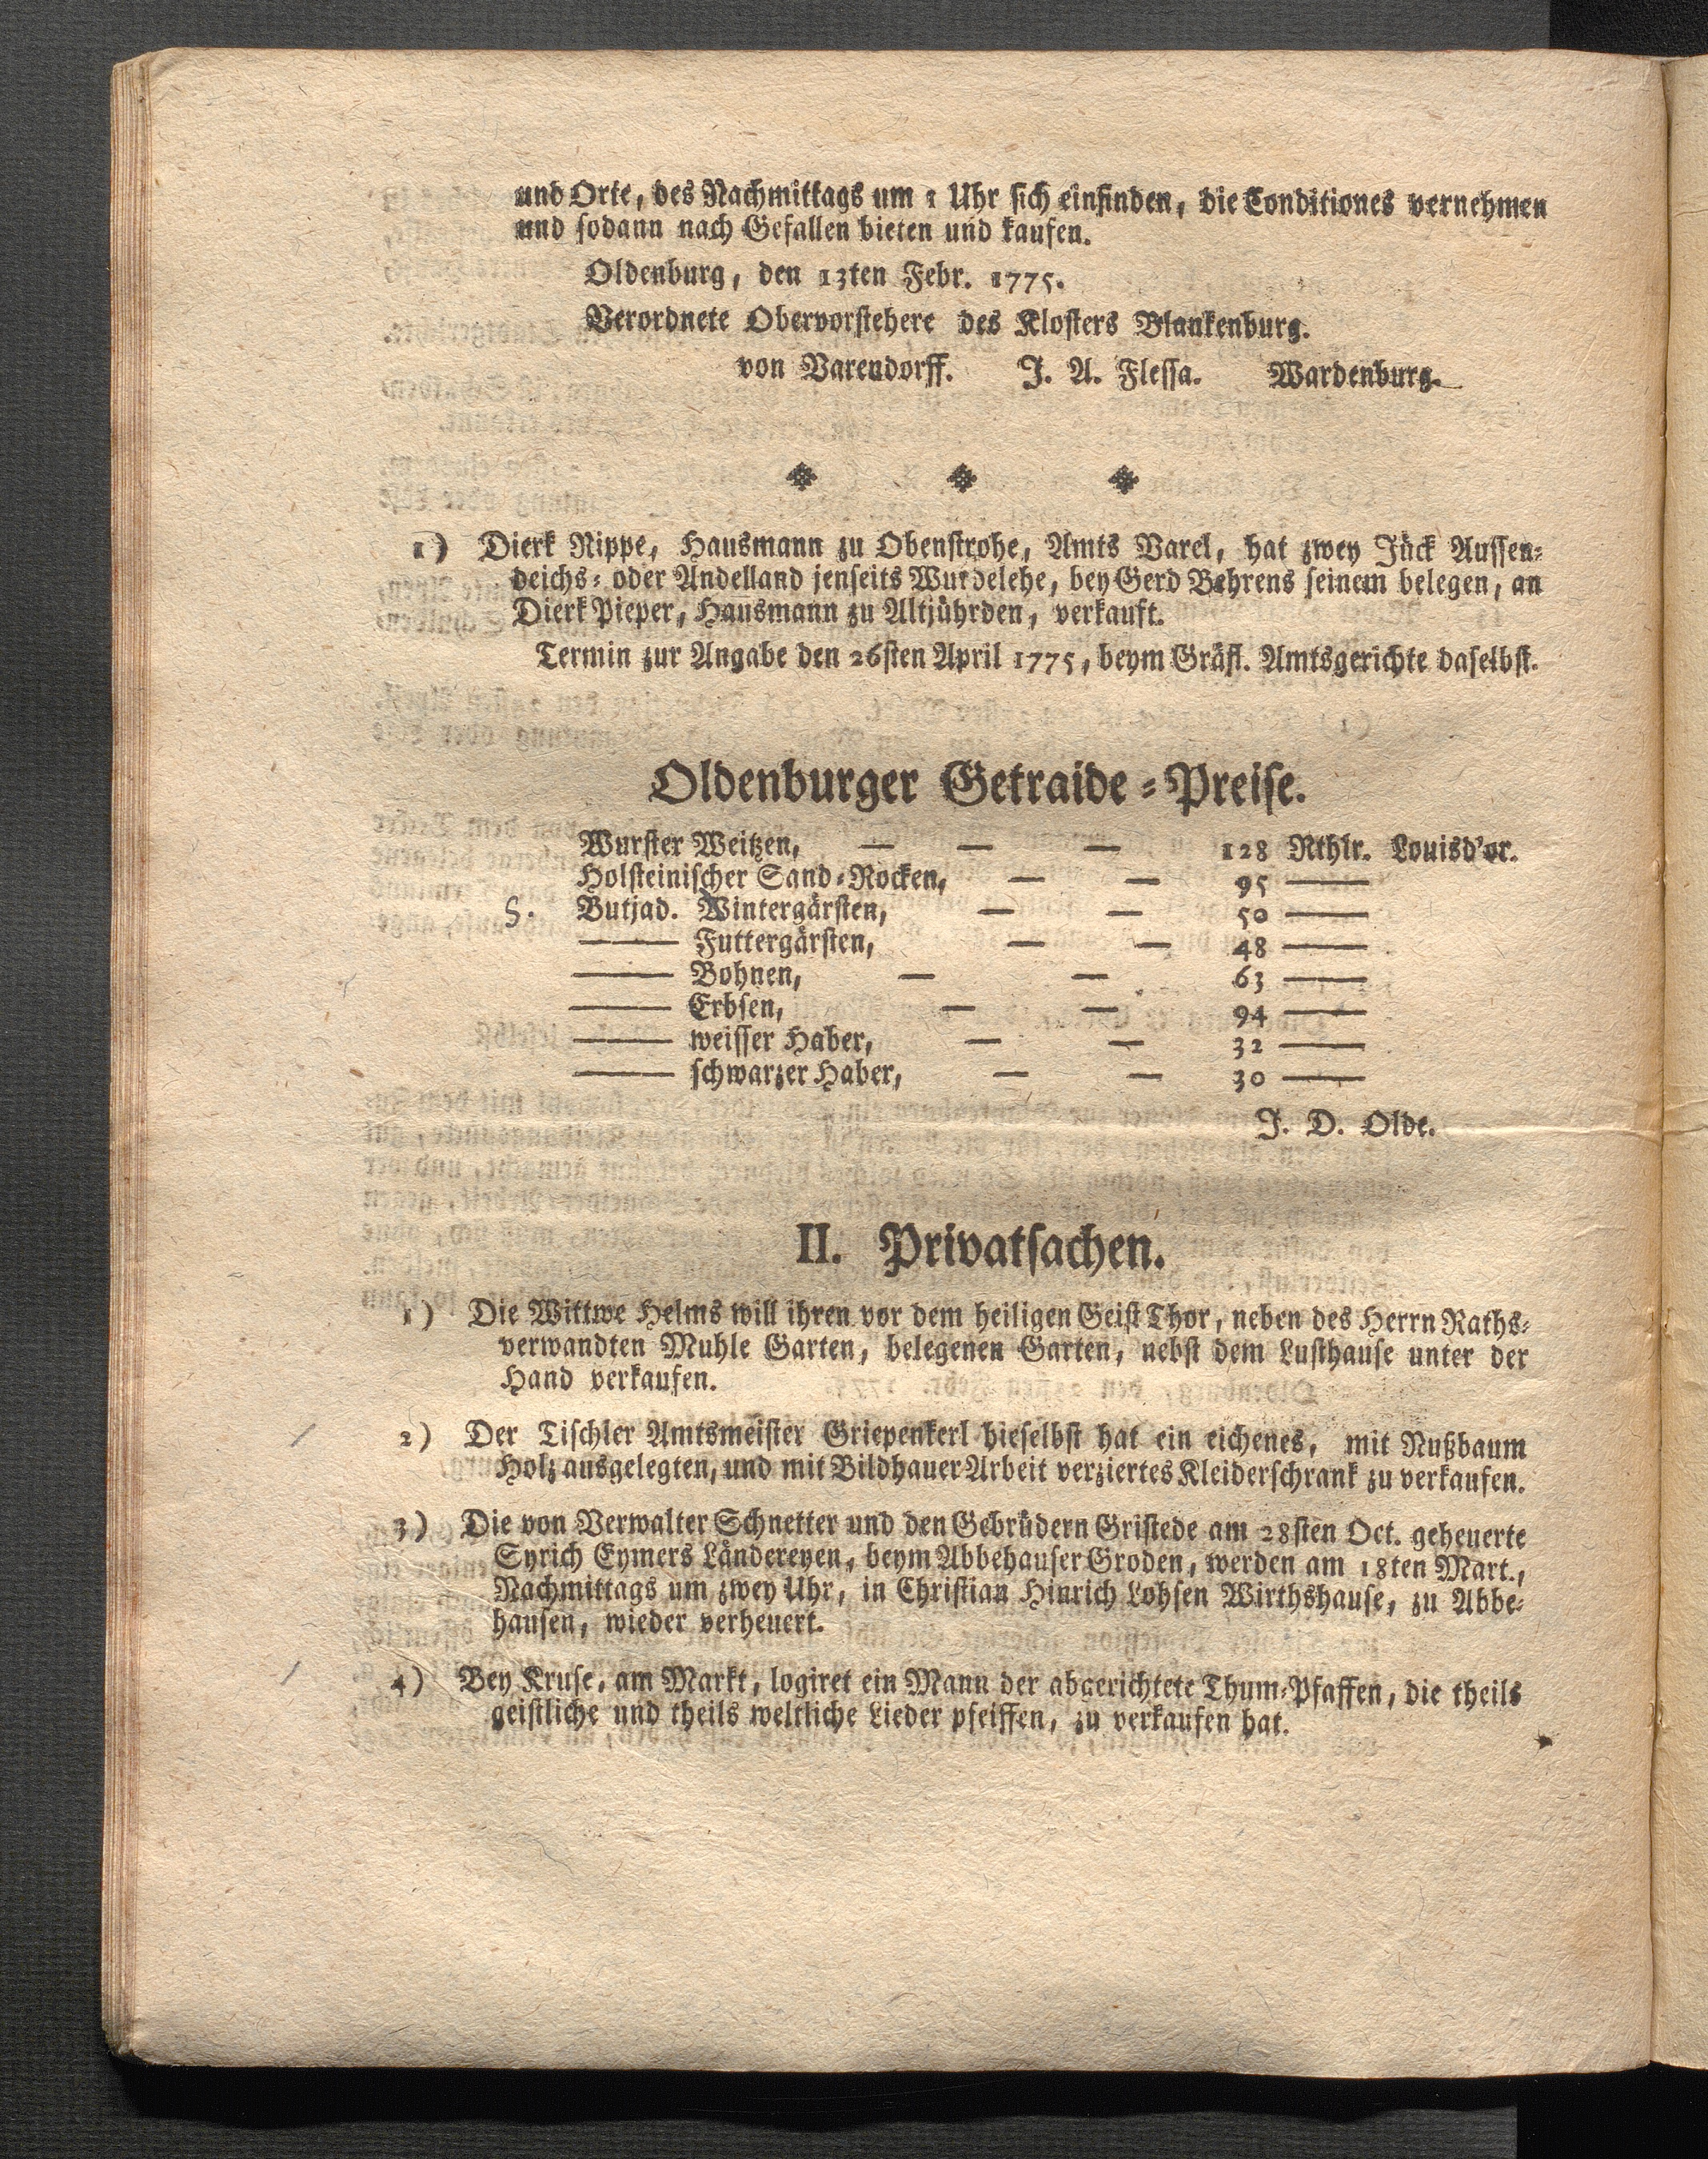 und Orte, des Nachmittags um 1 Uhr sich einfinden, die Conditiones vernehmen
und sodann nach Gefallen bieten und kaufen.
Oldenburg, den 13ten Febr. 1775.
Verordnete Obervorstehere des Klosters Blankenburg.
von Varendorff. J. A. Flessa. Wardenburg.
1) Dierk Rippe, Hausmann zu Obenstrohe, Amts Varel, hat zwey Jück Aussen-
deichs- oder Andelland jenseits Wurdelehe, bey Gerd Behrens seinem belegen, an
Dierk Pieper, Hausmann zu Altjührden, verkauft.
Termin zur Angabe den 26sten April 1775, beym Gräfl. Amtsgerichte daselbst.
Oldenburger Getraide-Preise.
Wurster Weitzen, — — — 128 Rthlr. Louisd'or.
Holsteinischer Sand-Rocken, — — 95 —
S. Butjad. Wintergärsten, — — 50 —
— Futtergärsten, — — 48 —
— Bohnen, — — 63 —
— Erbsen, — — 94 —
— weisser Haber, — — 32 —
— schwarzer Haber, — — 30 —
J. D. Olde.
II. Privatsachen.
1) Die Wittwe Helms will ihren vor dem heiligen Geist Thor, neben des Herrn Raths-
verwandten Muhle Garten, belegenen Garten, nebst dem Lusthause unter der
Hand verkaufen.
2) Der Tischler Amtsmeister Griepenkerl hieselbst hat ein eichenes, mit Nußbaum
Holz ausgelegten, und mit Bildhauer Arbeit verziertes Kleiderschrank zu verkaufen.
3) Die von Verwalter Schnetter und den Gebrüdern Gristede am 28sten Oct. geheuerte
Syrich Eymers Ländereyen, beym Abbehauser Groden, werden am 18ten Mart.,
Nachmittags um zwey Uhr, in Christian Hinrich Lohsen Wirthshause, zu Abbe-
hausen, wieder verheuert.
4) Bey Kruse, am Markt, logiret ein Mann der abgerichtete Thum-Pfaffen, die theils
geistliche und theils weltliche Lieder pfeiffen, zu verkaufen hat.